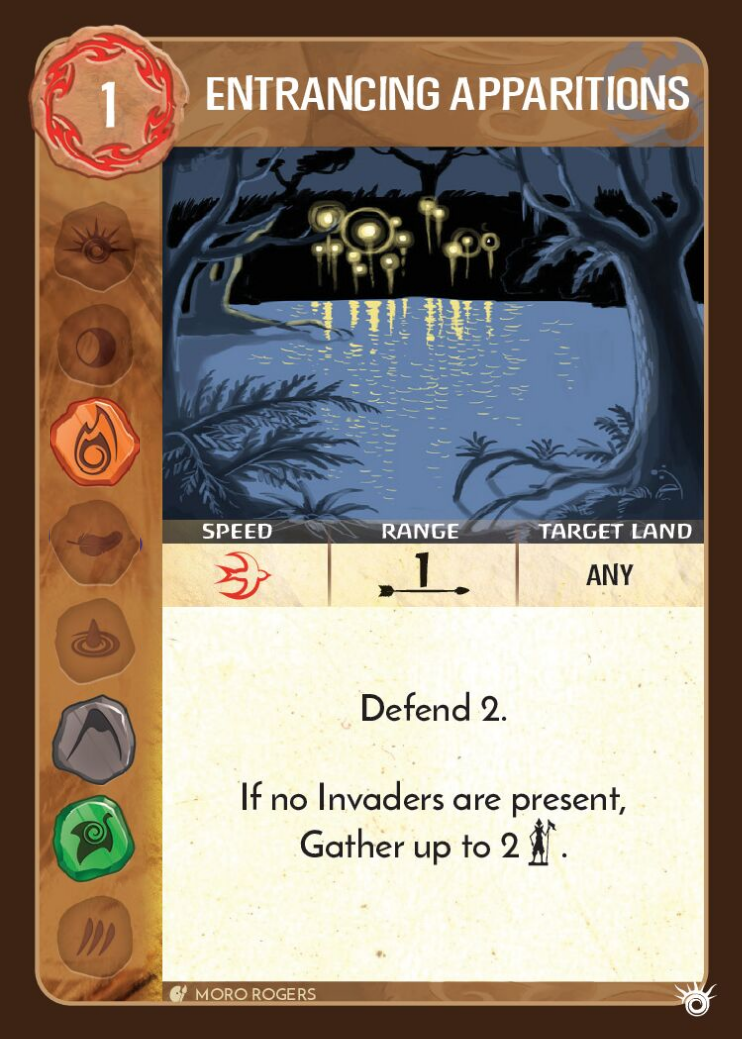 1
ENTRANCING APPARITIONS
SPEED RANGE TARGET LAND
1 ANY
Defend 2.
If no Invaders are present,
Gather up to 2 .
MORO ROGERS